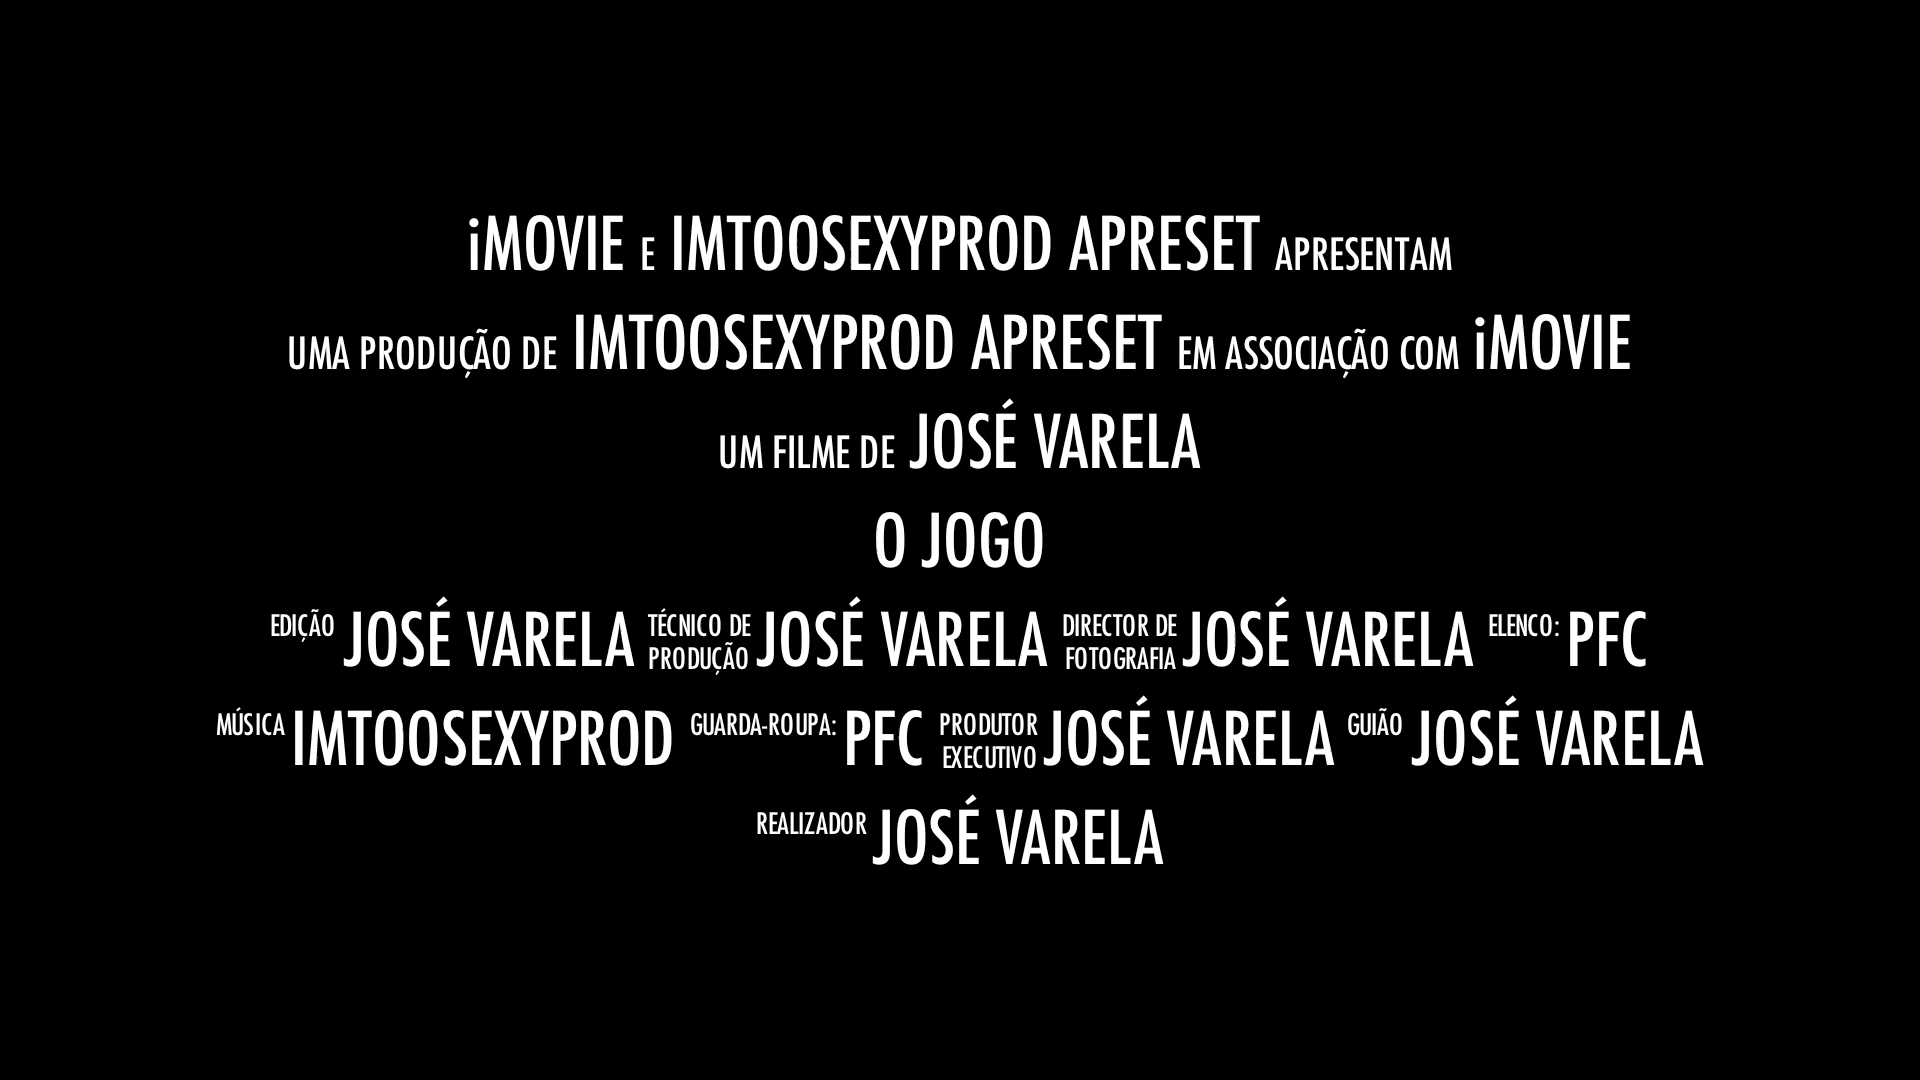 iMOVIE E IMTOOSEXYPROD APRESET APRESENTAM
UMA PRODUÇÃO DE IMTOOSEXYPROD APRESET EM ASSOCIAÇÃO COM iMOVIE
UM FILME DE JOSÉ VARELA
O JOGO
EDIÇÃO JOSÉ VARELA TÉCNICO DE PRODUÇÃO JOSÉ VARELA DIRECTOR DE FOTOGRAFIA JOSÉ VARELA ELENCO: PFC
MÚSICA IMTOOSEXYPROD GUARDA-ROUPA: PFC PRODUTOR EXECUTIVO JOSÉ VARELA GUIÃO JOSÉ VARELA
REALIZADOR JOSÉ VARELA